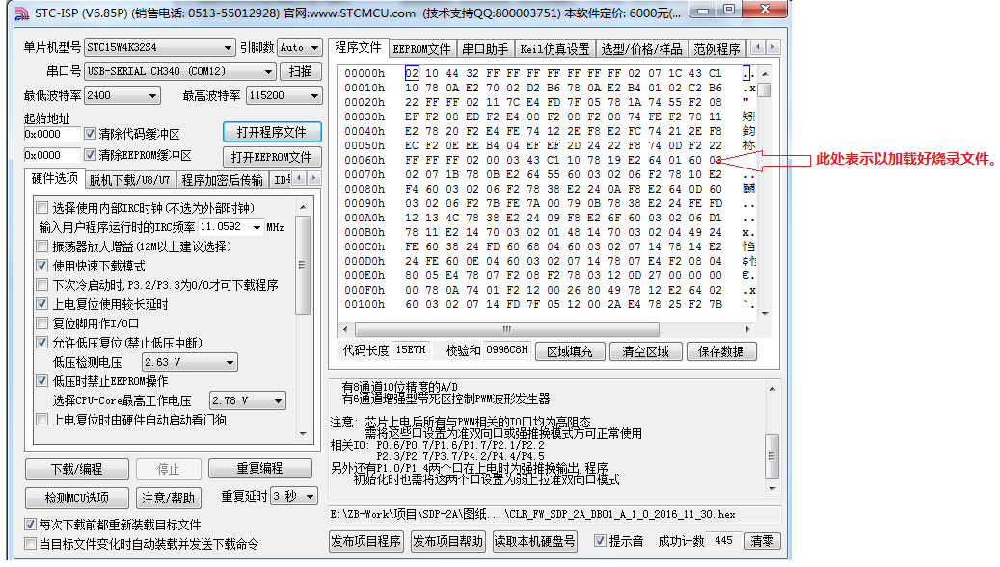 STC-ISP (V6.85P) (销售电话: 0513-55012928) 官网:www.STCMCU.com (技术支持QQ:800003751) 本软件定价: 6000元(...
单片机型号 STC15W4K32S4 引脚数 Auto
串口号 USB-SERIAL CH340 (COM12) 扫描
最低波特率 2400 最高波特率 115200
起始地址
0x0000 清除代码缓冲区 打开程序文件
0x0000 清除EEPROM缓冲区 打开EEPROM文件
硬件选项 脱机下载/U8/U7 程序加密后传输
选择使用内部IRC时钟(不选为外部时钟)
输入用户程序运行时的IRC频率 11.0592 MHz
振荡器放大增益(12M以上建议选择)
使用快速下载模式
下次冷启动时,P3.2/P3.3为0/0才可下载程序
上电复位使用较长延时
复位脚用作I/O口
允许低压复位(禁止低压中断)
低压检测电压 2.63 V
低压时禁止EEPROM操作
选择CPU-Core最高工作电压 2.78 V
上电复位时由硬件自动启动看门狗
下载/编程 停止 重复编程
检测MCU选项 注意/帮助 重复延时 3 秒
每次下载前都重新装载目标文件
当目标文件变化时自动装载并发送下载命令
程序文件 EEPROM文件 串口助手 Keil仿真设置 选型/价格/样品 范例程序
00000h 02 10 44 32 FF FF FF FF FF FF FF 02 07 1C 43 C1 ..
00010h 10 78 0A E2 70 02 D2 B6 78 0A E2 B4 01 02 C2 B6 .x
00020h 22 FF FF 02 11 7C E4 FD 7F 05 78 1A 74 55 F2 08 "
00030h EF F2 08 ED F2 E4 08 F2 08 F2 08 74 FE F2 78 11
00040h E2 78 20 F2 E4 FE 74 12 2E F8 E2 FC 74 21 2E F8
00050h EC F2 0E EE B4 04 EF EF 2D 24 22 F8 74 0D F2 22
00060h FF FF FF 02 00 03 43 C1 10 78 19 E2 64 01 60 03
00070h 02 07 1B 78 0B E2 64 55 60 03 02 06 F2 78 10 E2 ..
00080h F4 60 03 02 06 F2 78 38 E2 24 0A F8 E2 64 0D 60
00090h 03 02 06 F2 7B FE 7A 00 79 0B 78 38 E2 24 FE FD ..
000A0h 12 13 4C 78 38 E2 24 09 F8 E2 6F 60 03 02 06 D1 ..
000B0h 78 11 E2 14 70 03 02 01 48 14 70 03 02 04 49 24 x.
000C0h FE 60 38 24 FD 60 68 04 60 03 02 07 14 78 14 E2
000D0h 24 FE 60 0E 04 60 03 02 07 14 78 07 E4 F2 08 04
000E0h 80 05 E4 78 07 F2 08 F2 78 03 12 0D 27 00 00 00 €.
000F0h 00 78 0A 74 01 F2 12 00 26 80 49 78 12 E2 64 02 .x
00100h 60 03 02 07 14 FD 7F 05 12 00 2A E4 78 25 F2 7B `.
此处表示以加载好烧录文件。
代码长度 15E7H 校验和 0996C8H 区域填充 清空区域 保存数据
有8通道10位精度的A/D
有6通道增强型带死区控制PWM波形发生器
注意: 芯片上电后所有与PWM相关的IO口均为高阻态
需将这些口设置为准双向口或强推换模式方可正常使用
相关IO: P0.6/P0.7/P1.6/P1.7/P2.1/P2.2
P2.3/P2.7/P3.7/P4.2/P4.4/P4.5
另外还有P1.0/P1.4两个口在上电时为强推换输出,程序
初始化时也需将这两个口设置为弱上拉准双向口模式
E:\ZB-Work\项目\SDP-2A\图纸...\CLR_FW_SDP_2A_DB01_A_1_0_2016_11_30.hex
发布项目程序 发布项目帮助 读取本机硬盘号 提示音 成功计数 445 清零